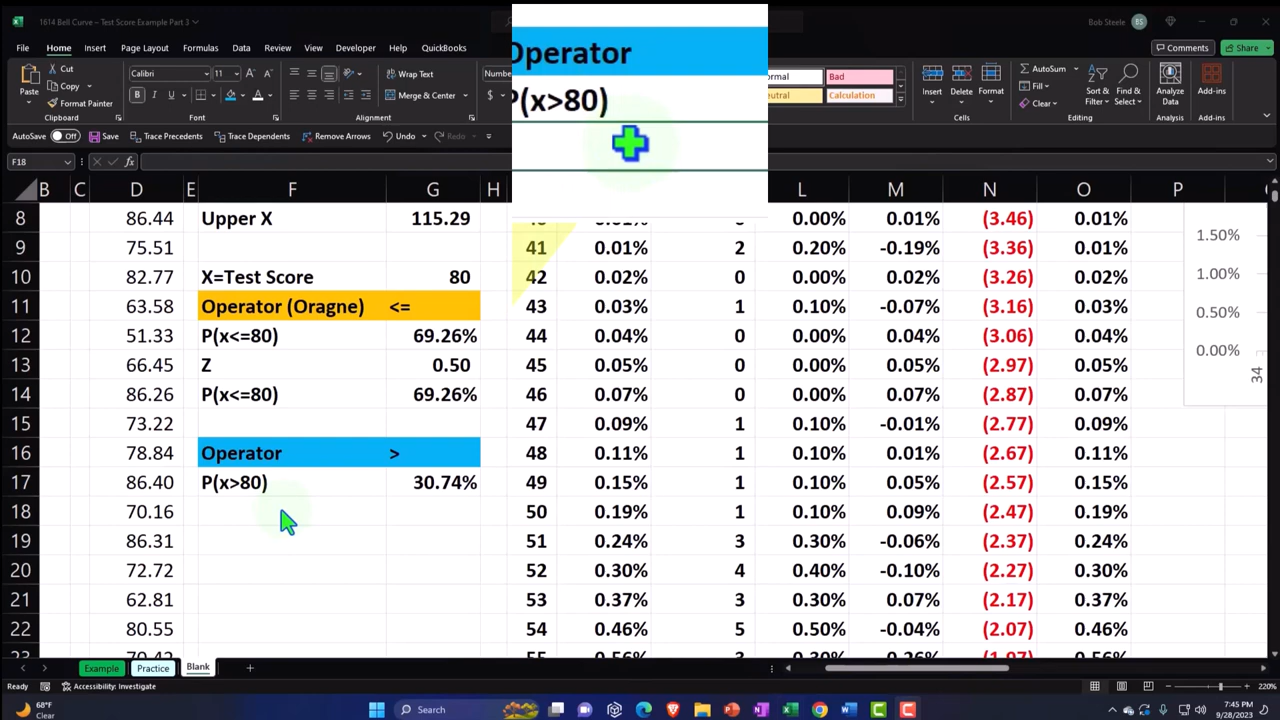 1614 Bell Curve – Test Score Example Part 3
Bob Steele BS
File Home Insert Page Layout Formulas Data Review View Developer Help QuickBooks Comments Share
Cut
Copy
Format Painter
Paste
Clipboard
Calibri 11
Font
Wrap Text
Merge & Center
Alignment
Bad
Calculation
Insert Delete Format
Cells
AutoSum
Fill
Clear
Sort & Filter
Find & Select
Editing
Analyze Data
Sensitivity
AutoSave Off Trace Precedents Trace Dependents Remove Arrows Undo Redo
F18 fx
B C D E F G H L M N O P
8 86.44 Upper X 115.29 0.00% 0.01% (3.46) 0.01%
9 75.51 41 0.01% 2 0.20% -0.19% (3.36) 0.01%
10 82.77 X=Test Score 80 42 0.02% 0 0.00% 0.02% (3.26) 0.02%
11 63.58 Operator (Oragne) <= 43 0.03% 1 0.10% -0.07% (3.16) 0.03%
12 51.33 P(x<=80) 69.26% 44 0.04% 0 0.00% 0.04% (3.06) 0.04%
13 66.45 Z 0.50 45 0.05% 0 0.00% 0.05% (2.97) 0.05%
14 86.26 P(x<=80) 69.26% 46 0.07% 0 0.00% 0.07% (2.87) 0.07%
15 73.22 47 0.09% 1 0.10% -0.01% (2.77) 0.09%
16 78.84 Operator > 48 0.11% 1 0.10% 0.01% (2.67) 0.11%
17 86.40 P(x>80) 30.74% 49 0.15% 1 0.10% 0.05% (2.57) 0.15%
18 70.16 50 0.19% 1 0.10% 0.09% (2.47) 0.19%
19 86.31 51 0.24% 3 0.30% -0.06% (2.37) 0.24%
20 72.72 52 0.30% 4 0.40% -0.10% (2.27) 0.30%
21 62.81 53 0.37% 3 0.30% 0.07% (2.17) 0.37%
22 80.55 54 0.46% 5 0.50% -0.04% (2.07) 0.46%
Operator
P(x>80)
1.50%
1.00%
0.50%
0.00%
34
Example Practice Blank
Ready Accessibility: Investigate 220%
68°F
Clear
Search
7:45 PM
9/28/2023